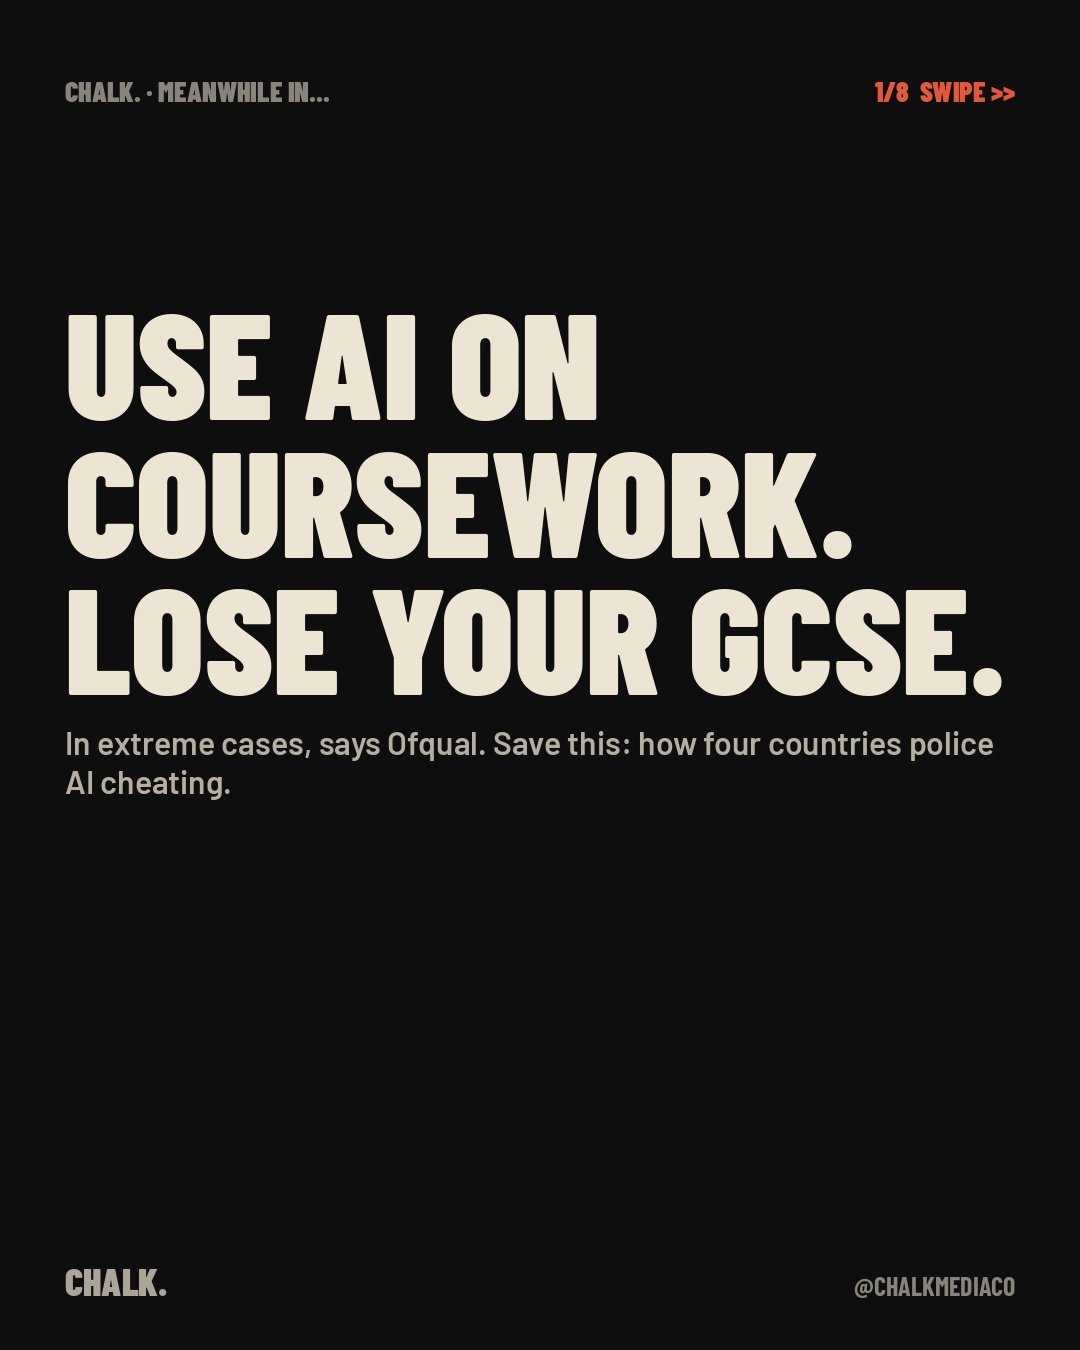 CHALK. · MEANWHILE IN...
1/8 SWIPE >>
USE AI ON
COURSEWORK.
LOSE YOUR GCSE.
In extreme cases, says Ofqual. Save this: how four countries police
AI cheating.
CHALK.
@CHALKMEDIACO